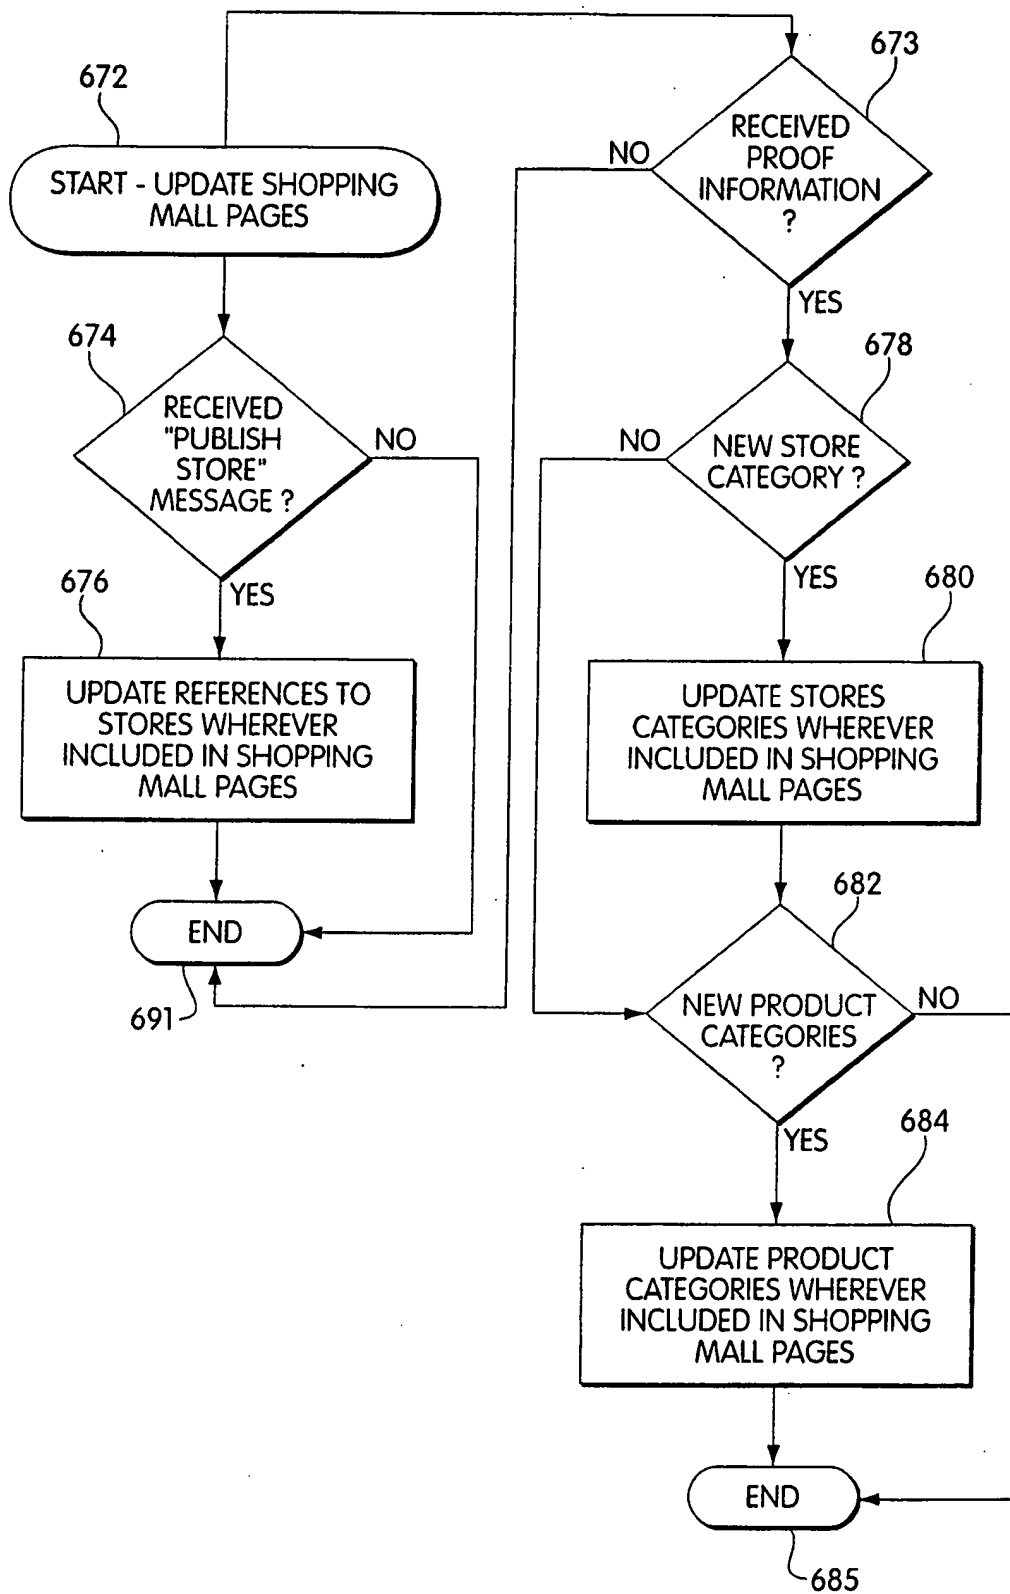 672
START - UPDATE SHOPPING
MALL PAGES
673
RECEIVED
PROOF
INFORMATION
?
NO
YES
674
RECEIVED
"PUBLISH
STORE"
MESSAGE ?
NO
YES
678
NEW STORE
CATEGORY ?
NO
YES
676
UPDATE REFERENCES TO
STORES WHEREVER
INCLUDED IN SHOPPING
MALL PAGES
680
UPDATE STORES
CATEGORIES WHEREVER
INCLUDED IN SHOPPING
MALL PAGES
END
691
682
NEW PRODUCT
CATEGORIES
?
NO
YES
684
UPDATE PRODUCT
CATEGORIES WHEREVER
INCLUDED IN SHOPPING
MALL PAGES
END
685